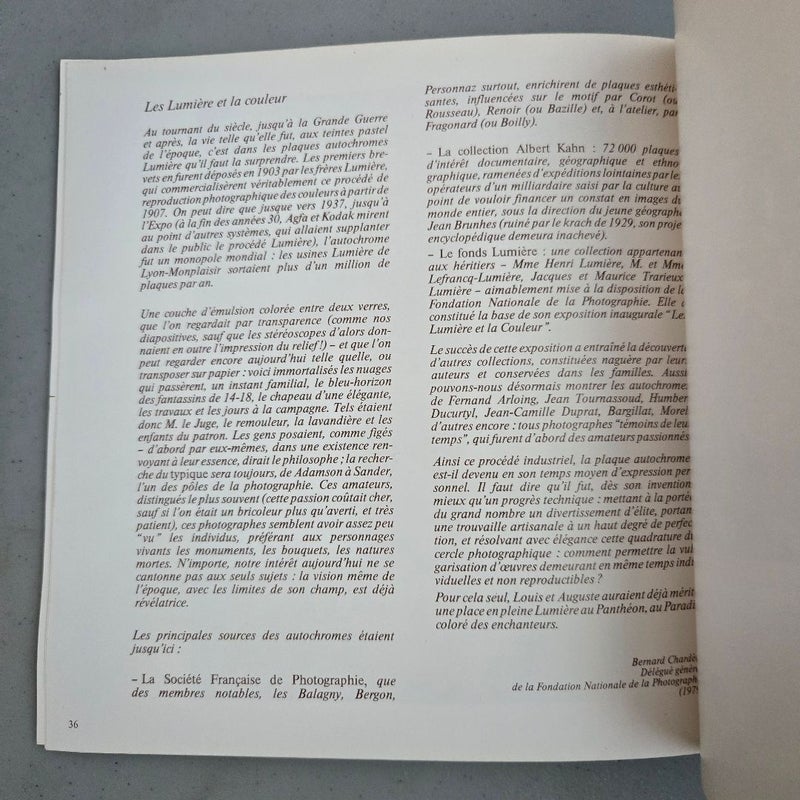 Les Lumière et la couleur
Au tournant du siècle, jusqu'à la Grande Guerre
et après, la vie telle qu'elle fut, aux teintes pastel
de l'époque, c'est dans les plaques autochromes
Lumière qu'il faut la surprendre. Les premiers bre-
vets en furent déposés en 1903 par les frères Lumière,
qui commercialisèrent véritablement ce procédé de
reproduction photographique des couleurs à partir de
1907. On peut dire que jusque vers 1937, jusqu'à
l'Expo (à la fin des années 30, Agfa et Kodak mirent
au point d'autres systèmes, qui allaient supplanter
dans le public le procédé Lumière), l'autochrome
fut un monopole mondial : les usines Lumière de
Lyon-Monplaisir sortaient plus d'un million de
plaques par an.
Une couche d'émulsion colorée entre deux verres,
que l'on regardait par transparence (comme nos
diapositives, sauf que les stéréoscopes d'alors don-
naient en outre l'impression du relief!) – et que l'on
peut regarder encore aujourd'hui telle quelle, ou
transposer sur papier : voici immortalisés les nuages
qui passèrent, un instant familial, le bleu-horizon
des fantassins de 14-18, le chapeau d'une élégante,
les travaux et les jours à la campagne. Tels étaient
donc M. le Juge, le remouleur, la lavandière et les
enfants du patron. Les gens posaient, comme figés
– d'abord par eux-mêmes, dans une existence ren-
voyant à leur essence, dirait le philosophe ; la recher-
che du typique sera toujours, de Adamson à Sander,
l'un des pôles de la photographie. Ces amateurs,
distingués le plus souvent (cette passion coûtait cher,
sauf si l'on était un bricoleur plus qu'averti, et très
patient), ces photographes semblent avoir assez peu
"vu" les individus, préférant aux personnages
vivants les monuments, les bouquets, les natures
mortes. N'importe, notre intérêt aujourd'hui ne se
cantonne pas aux seuls sujets : la vision même de
l'époque, avec les limites de son champ, est déjà
révélatrice.
Les principales sources des autochromes étaient
jusqu'ici :
– La Société Française de Photographie, que
des membres notables, les Balagny, Bergon,
36
Personnaz surtout, enrichirent de plaques esthéti-
santes, influencées sur le motif par Corot (ou
Rousseau), Renoir (ou Bazille) et, à l'atelier, par
Fragonard (ou Boilly).
– La collection Albert Kahn : 72 000 plaques
d'intérêt documentaire, géographique et ethno
graphique, ramenées d'expéditions lointaines par le
opérateurs d'un milliardaire saisi par la culture au
point de vouloir financer un constat en images du
monde entier, sous la direction du jeune géographe
Jean Brunhes (ruiné par le krach de 1929, son proje
encyclopédique demeura inachevé).
– Le fonds Lumière : une collection appartenan
aux héritiers – Mme Henri Lumière, M. et Mme
Lefrancq-Lumière, Jacques et Maurice Trarieux
Lumière – aimablement mise à la disposition de la
Fondation Nationale de la Photographie. Elle a
constitué la base de son exposition inaugurale "Le
Lumière et la Couleur".
Le succès de cette exposition a entraîné la découverte
d'autres collections, constituées naguère par leur
auteurs et conservées dans les familles. Aussi
pouvons-nous désormais montrer les autochromes
de Fernand Arloing, Jean Tournassoud, Humber
Ducurtyl, Jean-Camille Duprat, Bargillat, Morel
d'autres encore : tous photographes "témoins de leu
temps", qui furent d'abord des amateurs passionnés
Ainsi ce procédé industriel, la plaque autochrome
est-il devenu en son temps moyen d'expression per
sonnel. Il faut dire qu'il fut, dès son invention
mieux qu'un progrès technique : mettant à la portée
du grand nombre un divertissement d'élite, portan
une trouvaille artisanale à un haut degré de perfec
tion, et résolvant avec élégance cette quadrature du
cercle photographique : comment permettre la vul
garisation d'œuvres demeurant en même temps indi
viduelles et non reproductibles ?
Pour cela seul, Louis et Auguste auraient déjà mérit
une place en pleine Lumière au Panthéon, au Paradi
coloré des enchanteurs.
Bernard Chardè
Délégué génér
de la Fondation Nationale de la Photograph
(1979